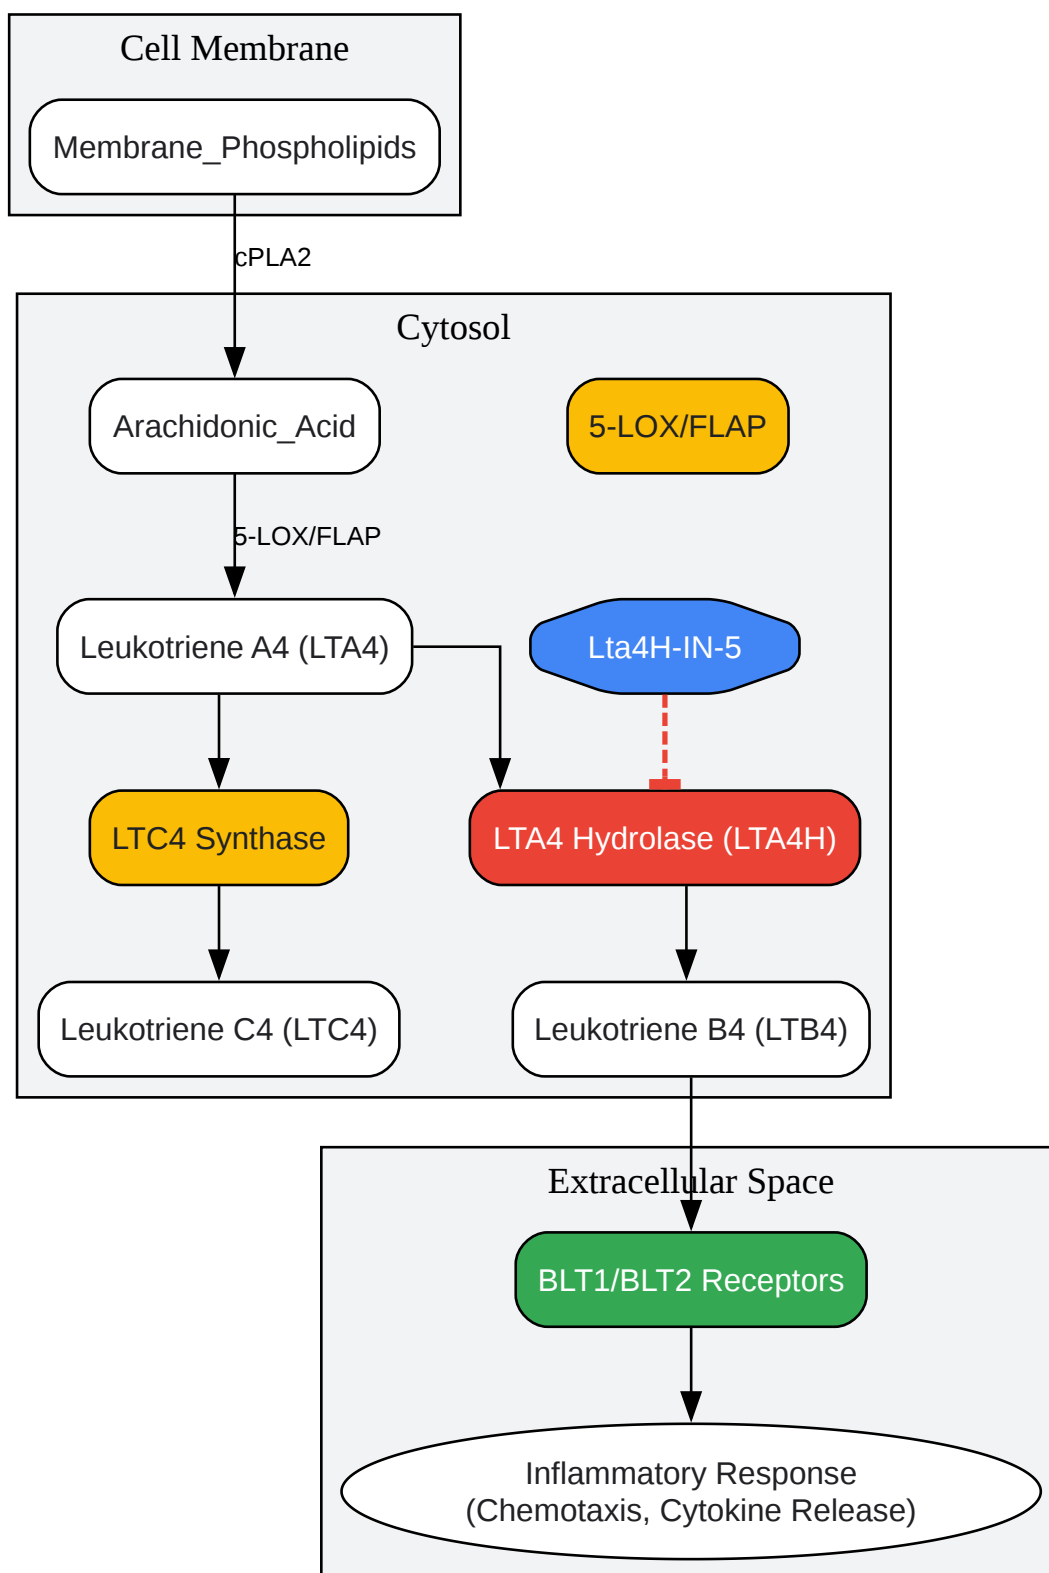 Cell Membrane
Membrane_Phospholipids
cPLA2
Cytosol
Arachidonic_Acid
5-LOX/FLAP
5-LOX/FLAP
Leukotriene A4 (LTA4)
Lta4H-IN-5
LTC4 Synthase
LTA4 Hydrolase (LTA4H)
Leukotriene C4 (LTC4)
Leukotriene B4 (LTB4)
Extracellular Space
BLT1/BLT2 Receptors
Inflammatory Response
(Chemotaxis, Cytokine Release)